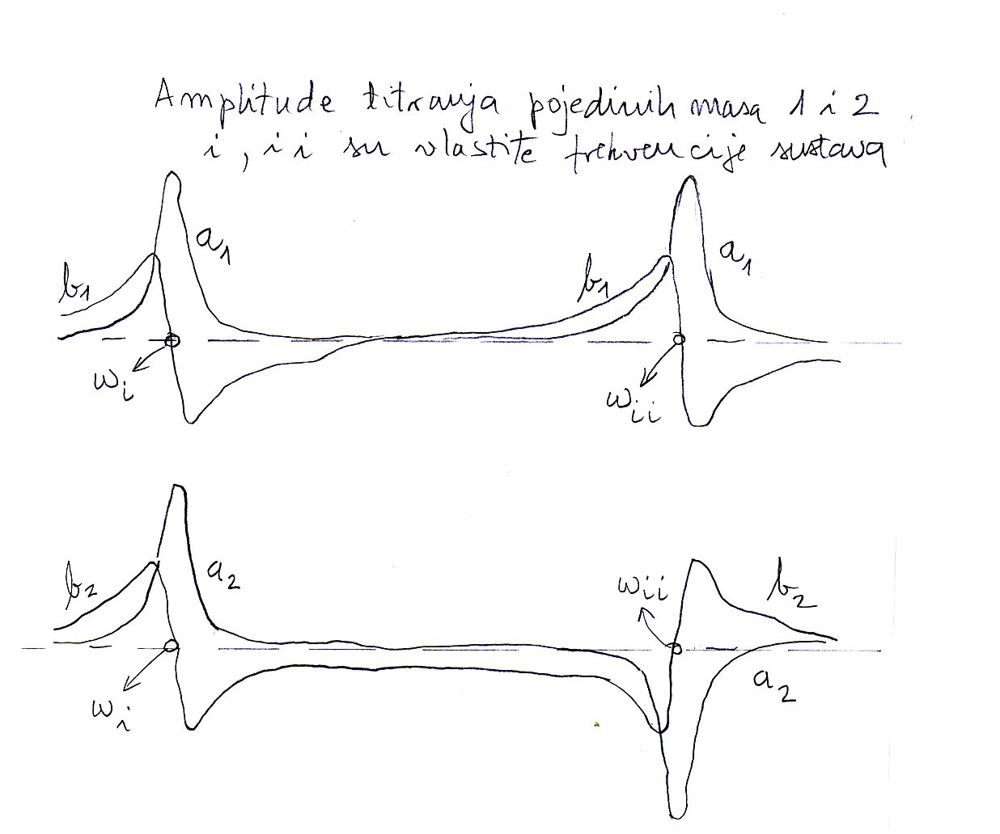 Amplitude titranja pojedinih masa 1 i 2
i, ii su vlastite frekvencije sustava
a1
b1
b1
a1
ωi
ωii
b2
a2
ωii
b2
ωi
a2